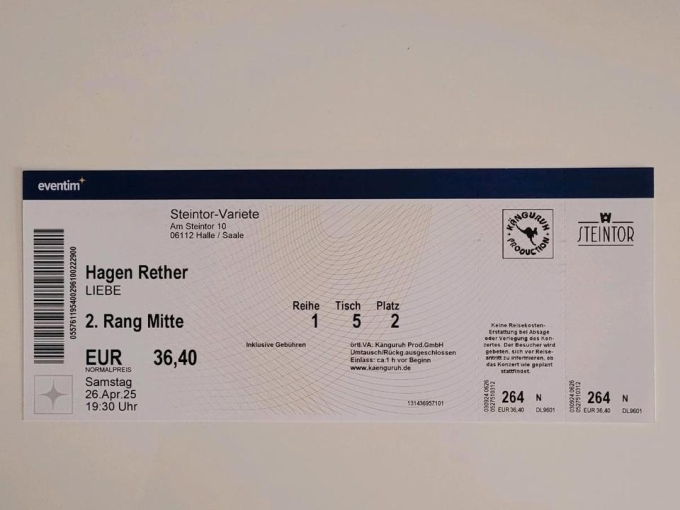 eventim
Steintor-Variete
Am Steintor 10
06112 Halle / Saale
KÄNGURUH
PRODUCTION
STEINTOR
Hagen Rether
LIEBE
2. Rang Mitte
Reihe Tisch Platz
1 5 2
EUR 36,40
NORMALPREIS
Inklusive Gebühren
örtl.VA: Känguruh Prod.GmbH
Umtausch/Rückg.ausgeschlossen
Einlass: ca.1 h vor Beginn
www.kaenguruh.de
Samstag
26.Apr.25
19:30 Uhr
131436957101
Keine Reisekosten-
Erstattung bei Absage
oder Verlegung des Kon-
zertes. Der Besucher wird
gebeten, sich vor Reise-
antritt zu informieren, ob
das Konzert wie geplant
stattfindet.
264 N
EUR 36,40 DL9601
264 N
EUR 36,40 DL9601